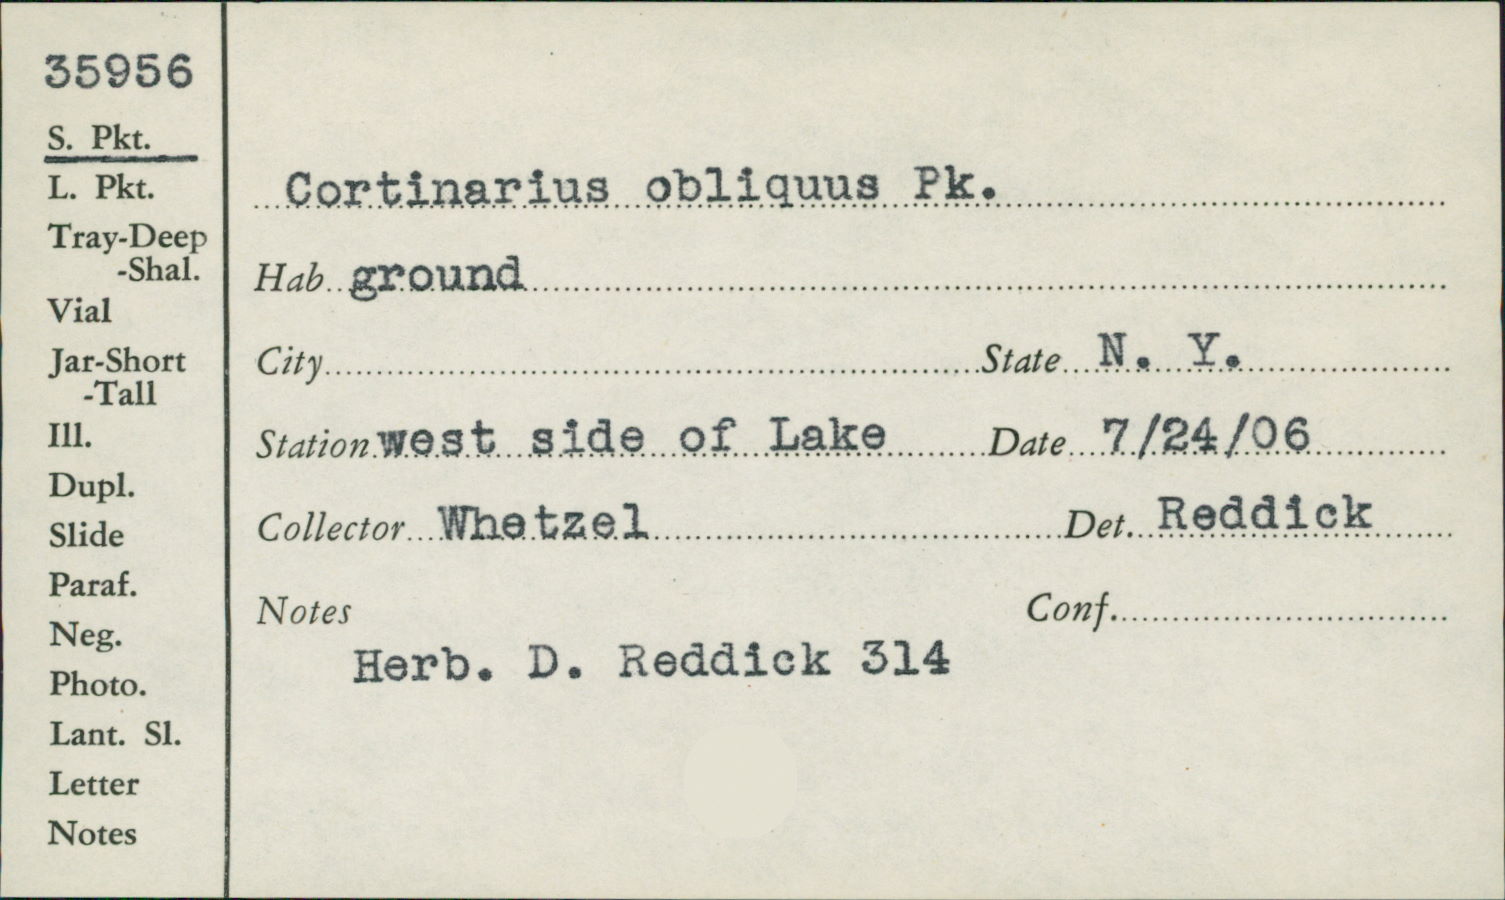 35956
S. Pkt.
L. Pkt.
Tray-Deep
-Shal.
Vial
Jar-Short
-Tall
Ill.
Dupl.
Slide
Paraf.
Neg.
Photo.
Lant. Sl.
Letter
Notes
Cortinarius obliquus Pk.
Hab ground
City State N. Y.
Station west side of Lake Date 7/24/06
Collector Whetzel Det. Reddick
Notes Conf.
Herb. D. Reddick 314